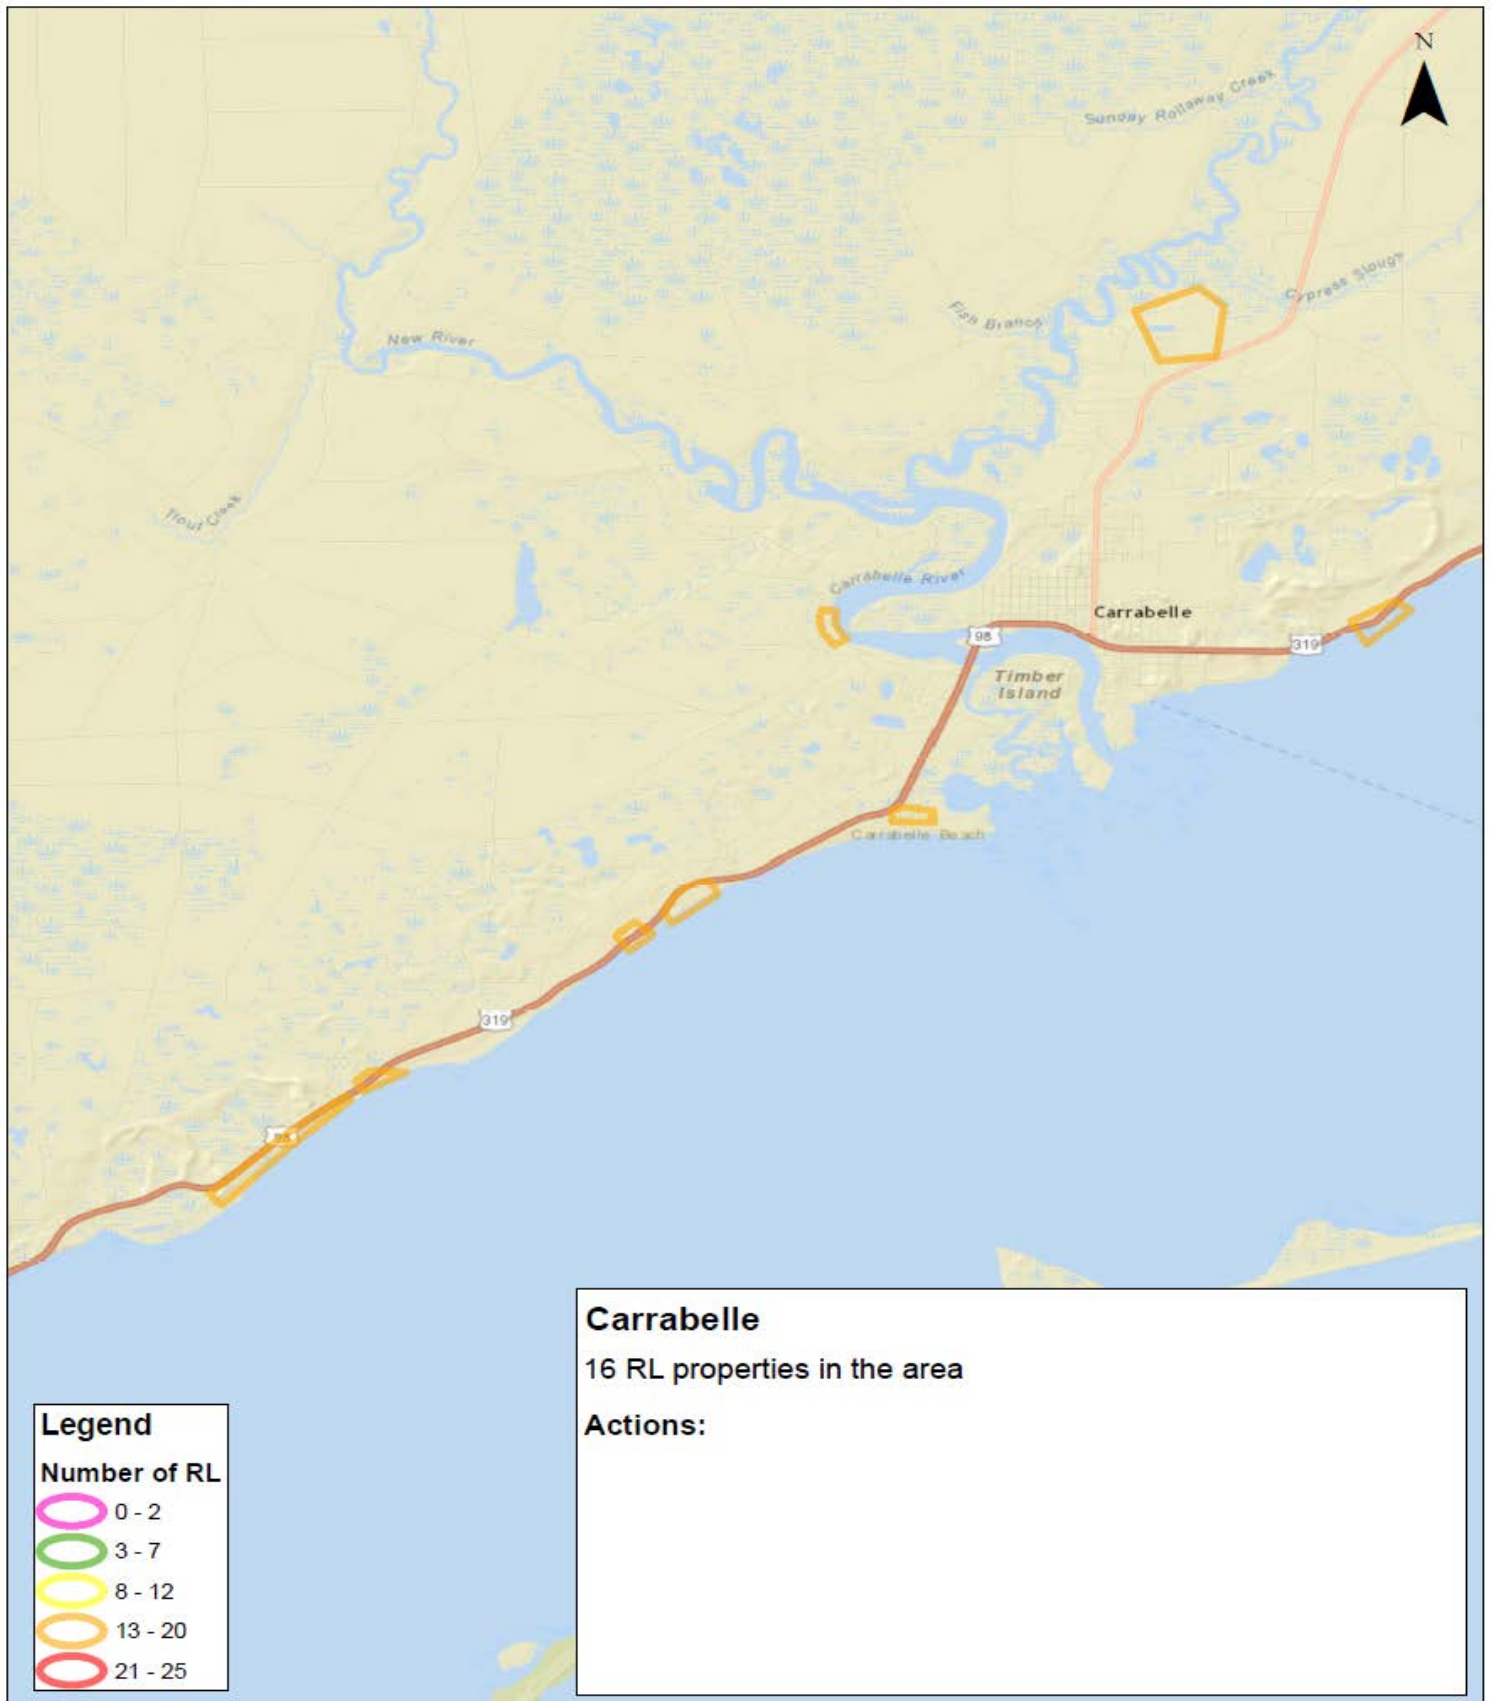 N
Sunday Rollaway Creek
Cypress Slough
Fish Branch
New River
Trout Creek
Carrabelle River
Carrabelle
98
319
Timber
Island
Carrabelle Beach
319
98
Carrabelle
16 RL properties in the area
Actions:
Legend
Number of RL
0 - 2
3 - 7
8 - 12
13 - 20
21 - 25